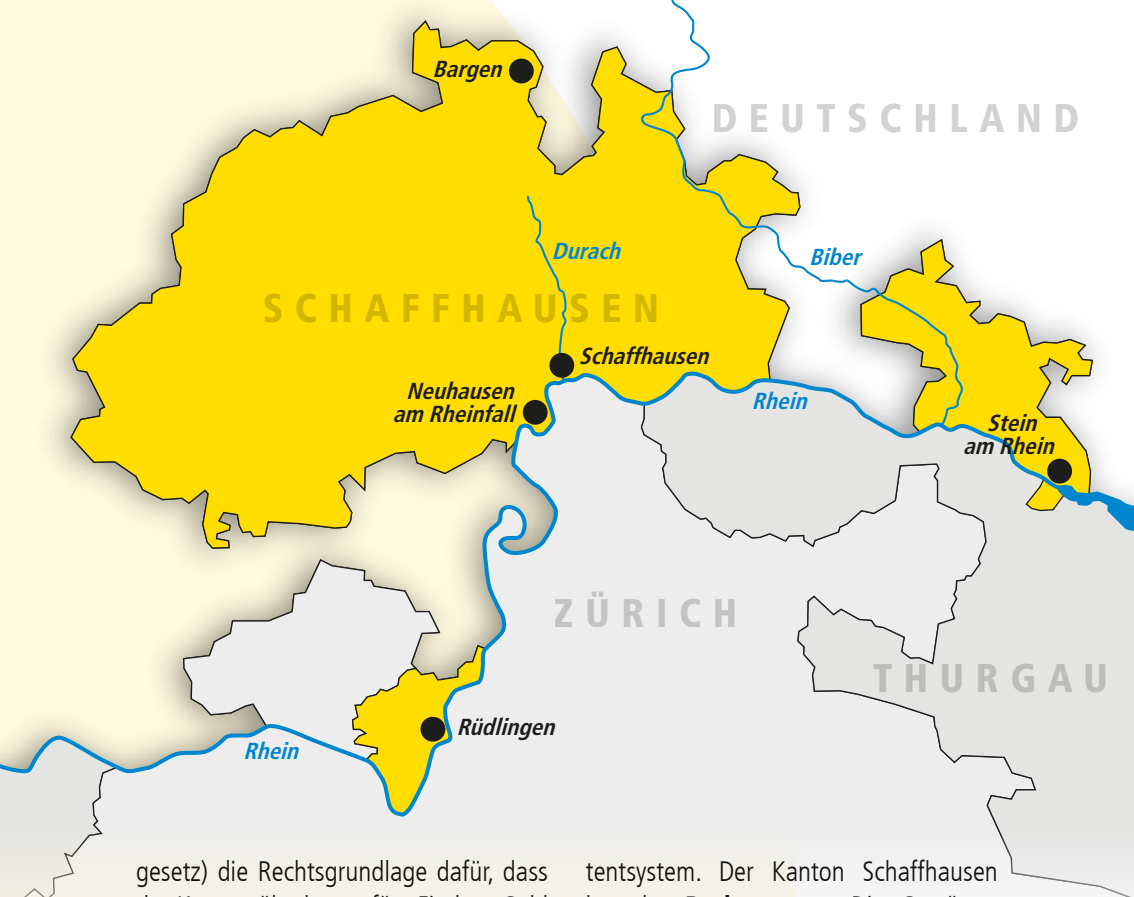 Bargen
DEUTSCHLAND
Durach
Biber
SCHAFFHAUSEN
Schaffhausen
Neuhausen
am Rheinfall
Rhein
Stein
am Rhein
ZÜRICH
THURGAU
Rüdlingen
Rhein
gesetz) die Rechtsgrundlage dafür, dass
tentsystem. Der Kanton Schaffhausen